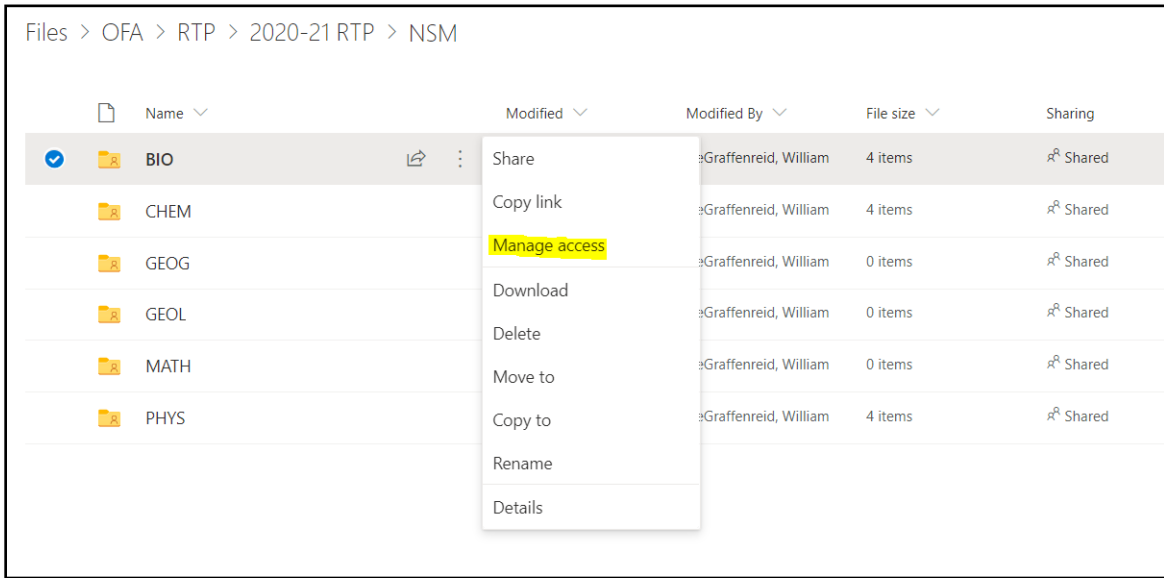 Files > OFA > RTP > 2020-21 RTP > NSM
Name Modified Modified By File size Sharing
BIO Share eGraffenreid, William 4 items Shared
CHEM Copy link eGraffenreid, William 4 items Shared
Manage access
GEOG eGraffenreid, William 0 items Shared
Download
GEOL eGraffenreid, William 0 items Shared
Delete
MATH Move to eGraffenreid, William 0 items Shared
PHYS Copy to eGraffenreid, William 4 items Shared
Rename
Details